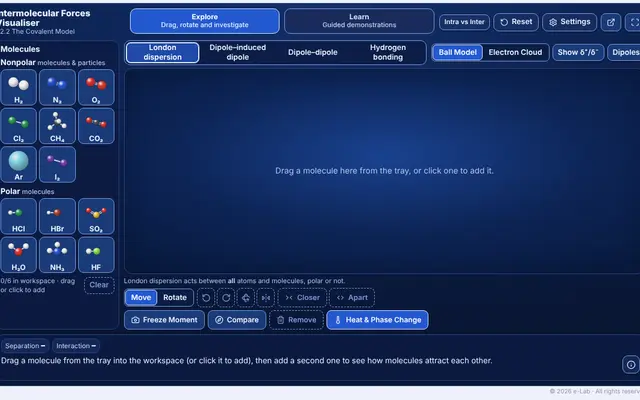 ntermolecular Forces
Visualiser
2.2 The Covalent Model
Explore
Drag, rotate and investigate
Learn
Guided demonstrations
Intra vs Inter
Reset
Settings
Molecules
Nonpolar molecules & particles
H₂
N₂
O₂
Cl₂
CH₄
CO₂
Ar
I₂
Polar molecules
HCl
HBr
SO₂
H₂O
NH₃
HF
0/6 in workspace · drag
or click to add
Clear
London
dispersion
Dipole–induced
dipole
Dipole–dipole
Hydrogen
bonding
Ball Model
Electron Cloud
Show δ⁺/δ⁻
Dipoles
Drag a molecule here from the tray, or click one to add it.
London dispersion acts between all atoms and molecules, polar or not.
Move
Rotate
Closer
Apart
Freeze Moment
Compare
Remove
Heat & Phase Change
Separation –
Interaction –
Drag a molecule from the tray into the workspace (or click it to add), then add a second one to see how molecules attract each other.
© 2026 e-Lab · All rights reserv